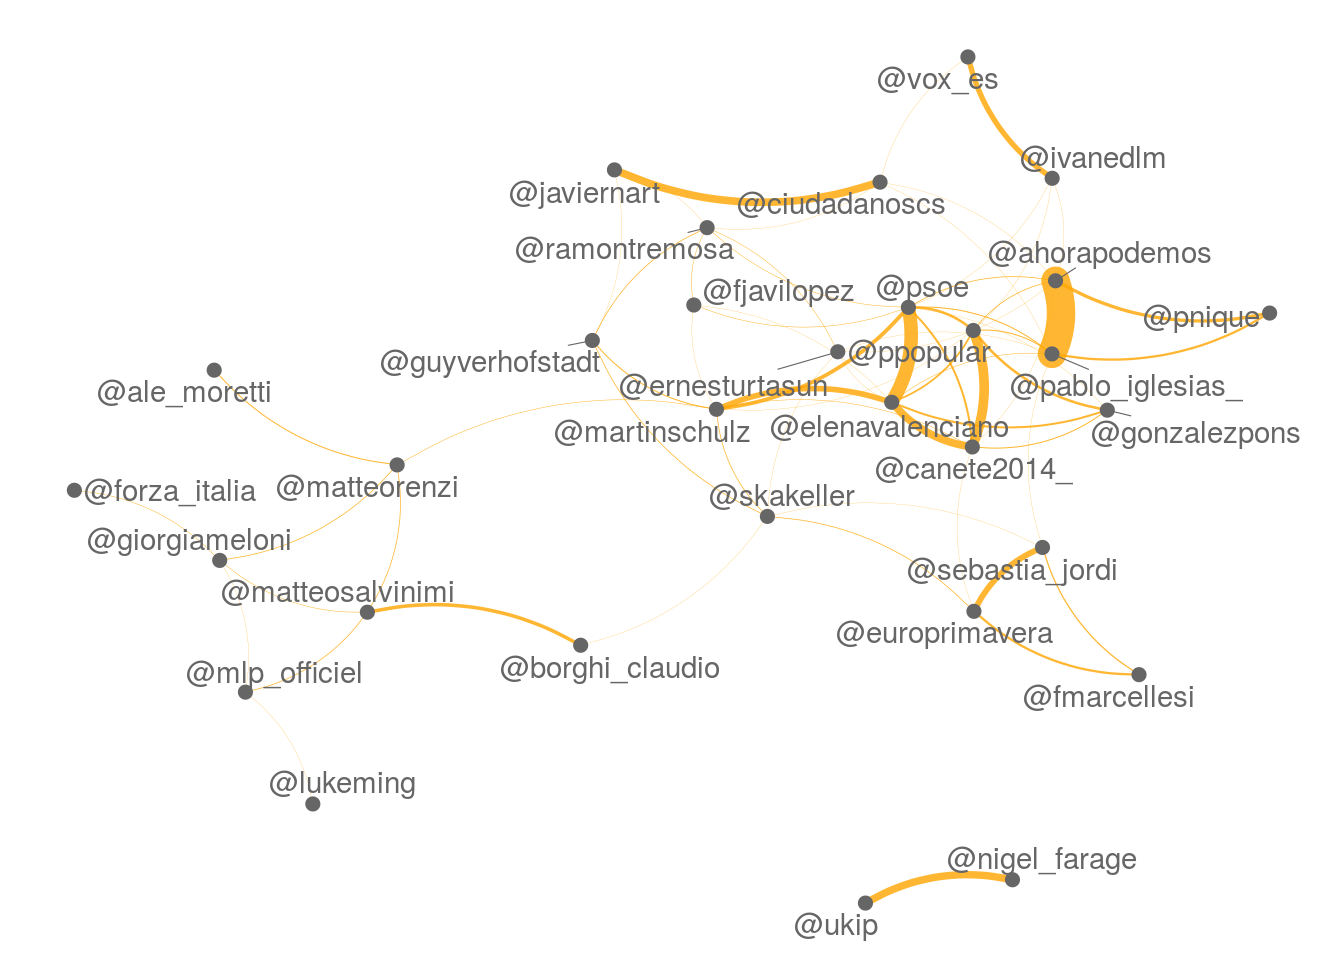 @vox_es
@ivanedlm
@javiernart
@ciudadanoscs
@ramontremosa
@ahorapodemos
@fjavilopez
@psoe
@pnique
@guyverhofstadt
@ppopular
@ernesturtasun
@pablo_iglesias_
@ale_moretti
@martinschulz
@elenavalenciano
@gonzalezpons
@canete2014_
@matteorenzi
@forza_italia
@skakeller
@giorgiameloni
@sebastia_jordi
@matteosalvinimi
@europrimavera
@mlp_officiel
@borghi_claudio
@fmarcellesi
@lukeming
@nigel_farage
@ukip